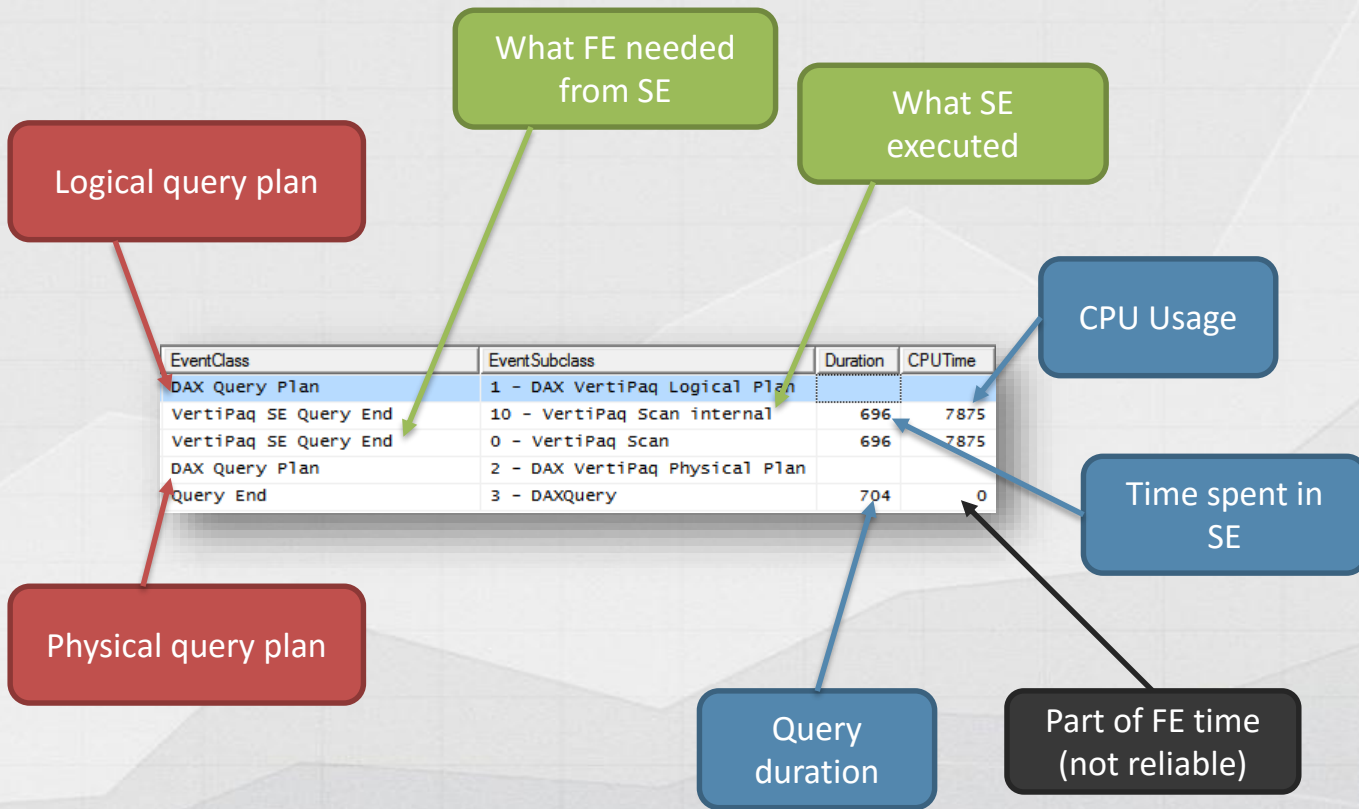 What FE needed
from SE
What SE
executed
Logical query plan
CPU Usage
EventClass EventSubclass Duration CPUTime
DAX Query Plan 1 - DAX VertiPaq Logical Plan
VertiPaq SE Query End 10 - VertiPaq Scan internal 696 7875
VertiPaq SE Query End 0 - VertiPaq Scan 696 7875
DAX Query Plan 2 - DAX VertiPaq Physical Plan
Query End 3 - DAXQuery 704 0
Time spent in
SE
Physical query plan
Query
duration
Part of FE time
(not reliable)